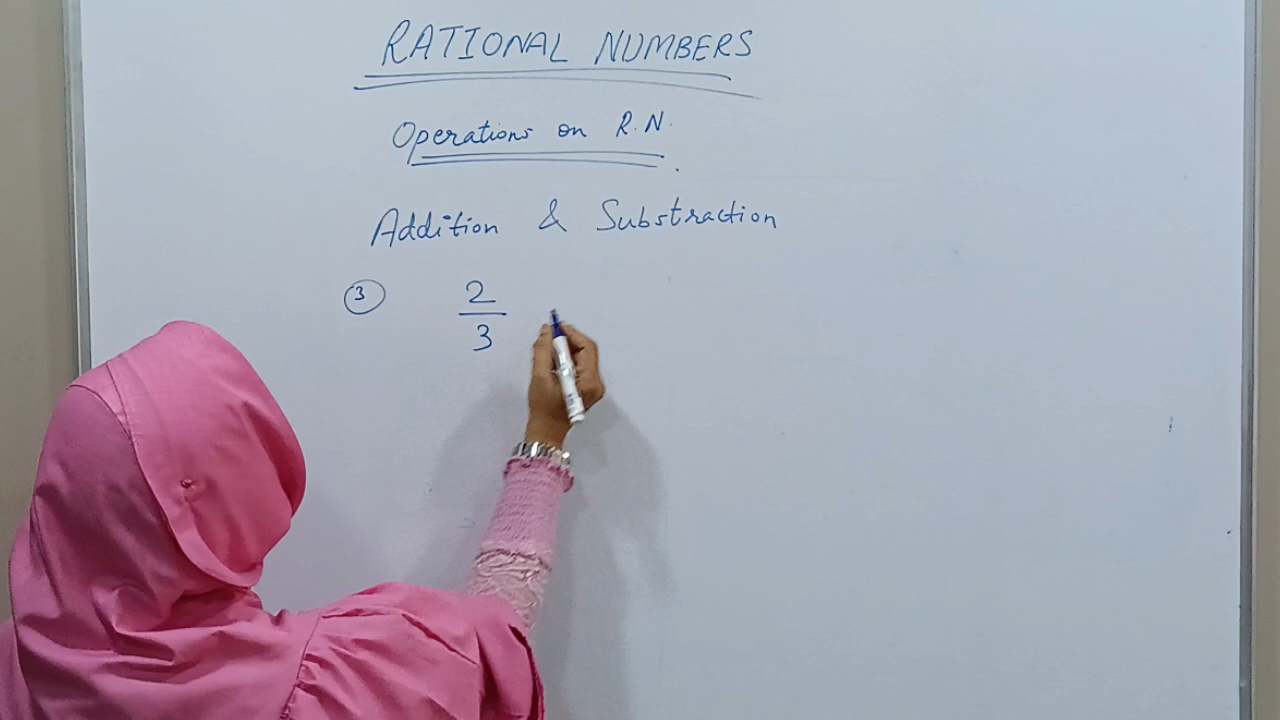 RATIONAL NUMBERS
Operations on R.N.
Addition & Substraction
3 2/3